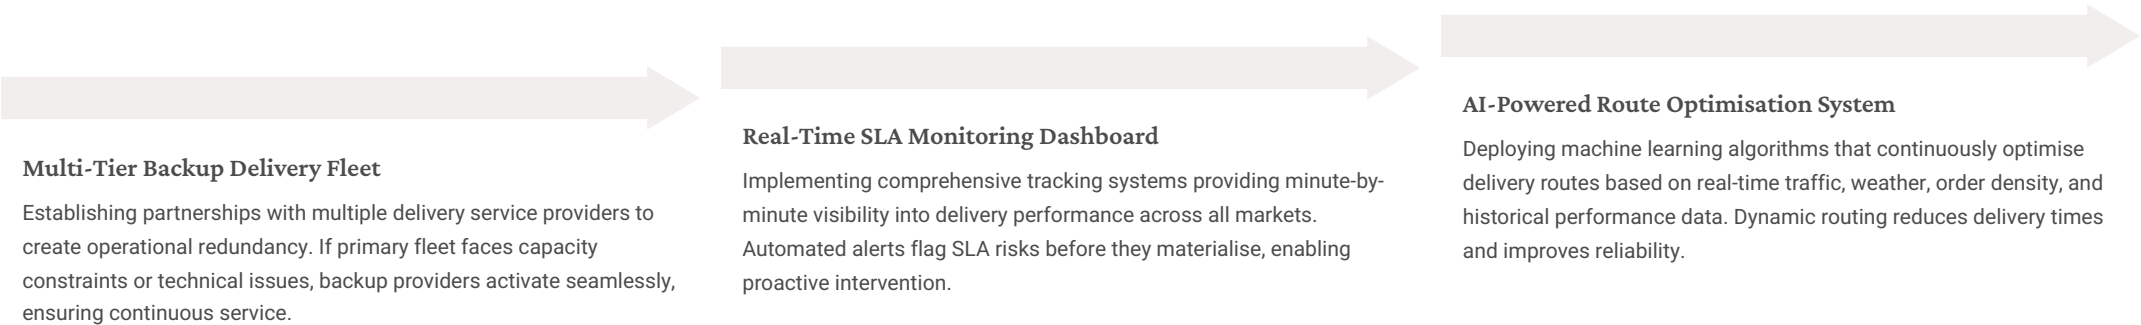 Multi-Tier Backup Delivery Fleet
Establishing partnerships with multiple delivery service providers to
create operational redundancy. If primary fleet faces capacity
constraints or technical issues, backup providers activate seamlessly,
ensuring continuous service.
Real-Time SLA Monitoring Dashboard
Implementing comprehensive tracking systems providing minute-by-
minute visibility into delivery performance across all markets.
Automated alerts flag SLA risks before they materialise, enabling
proactive intervention.
AI-Powered Route Optimisation System
Deploying machine learning algorithms that continuously optimise
delivery routes based on real-time traffic, weather, order density, and
historical performance data. Dynamic routing reduces delivery times
and improves reliability.